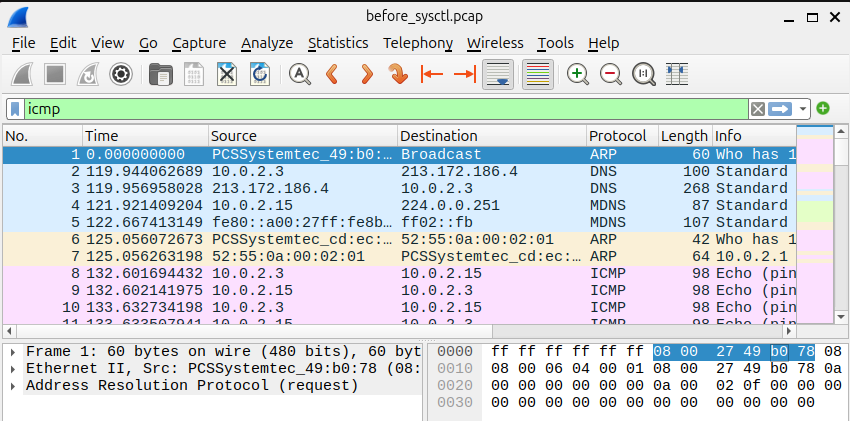 before_sysctl.pcap
File Edit View Go Capture Analyze Statistics Telephony Wireless Tools Help
icmp
No. Time Source Destination Protocol Length Info
1 0.000000000 PCSSystemtec_49:b0:… Broadcast ARP 60 Who has 1
2 119.944062689 10.0.2.3 213.172.186.4 DNS 100 Standard
3 119.956958028 213.172.186.4 10.0.2.3 DNS 268 Standard
4 121.921409204 10.0.2.15 224.0.0.251 MDNS 87 Standard
5 122.667413149 fe80::a00:27ff:fe8b… ff02::fb MDNS 107 Standard
6 125.056072673 PCSSystemtec_cd:ec:… 52:55:0a:00:02:01 ARP 42 Who has 1
7 125.056263198 52:55:0a:00:02:01 PCSSystemtec_cd:ec:… ARP 64 10.0.2.1
8 132.601694432 10.0.2.3 10.0.2.15 ICMP 98 Echo (pin
9 132.602141975 10.0.2.15 10.0.2.3 ICMP 98 Echo (pin
10 133.632734198 10.0.2.3 10.0.2.15 ICMP 98 Echo (pin
11 133.633507941 10.0.2.15 10.0.2.3 ICMP 98 Echo (pin
Frame 1: 60 bytes on wire (480 bits), 60 byt
Ethernet II, Src: PCSSystemtec_49:b0:78 (08:
Address Resolution Protocol (request)
0000 ff ff ff ff ff ff 08 00 27 49 b0 78 08
0010 08 00 06 04 00 01 08 00 27 49 b0 78 0a
0020 00 00 00 00 00 00 0a 00 02 0f 00 00 00
0030 00 00 00 00 00 00 00 00 00 00 00 00